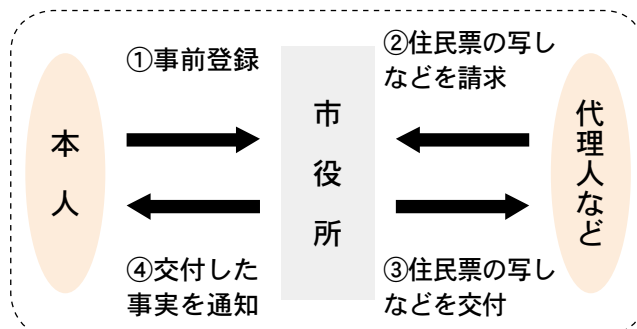 ①事前登録
②住民票の写し
などを請求
本人
市役所
代理人など
④交付した
事実を通知
③住民票の写し
などを交付